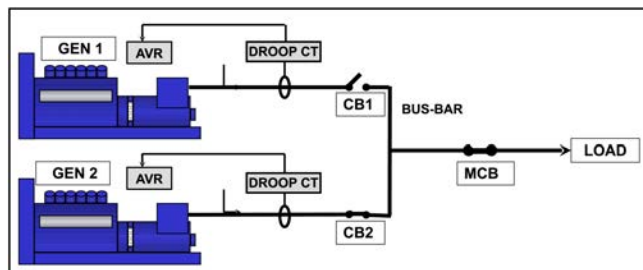 GEN 1
AVR
DROOP CT
CB1
BUS-BAR
MCB
LOAD
GEN 2
AVR
DROOP CT
CB2